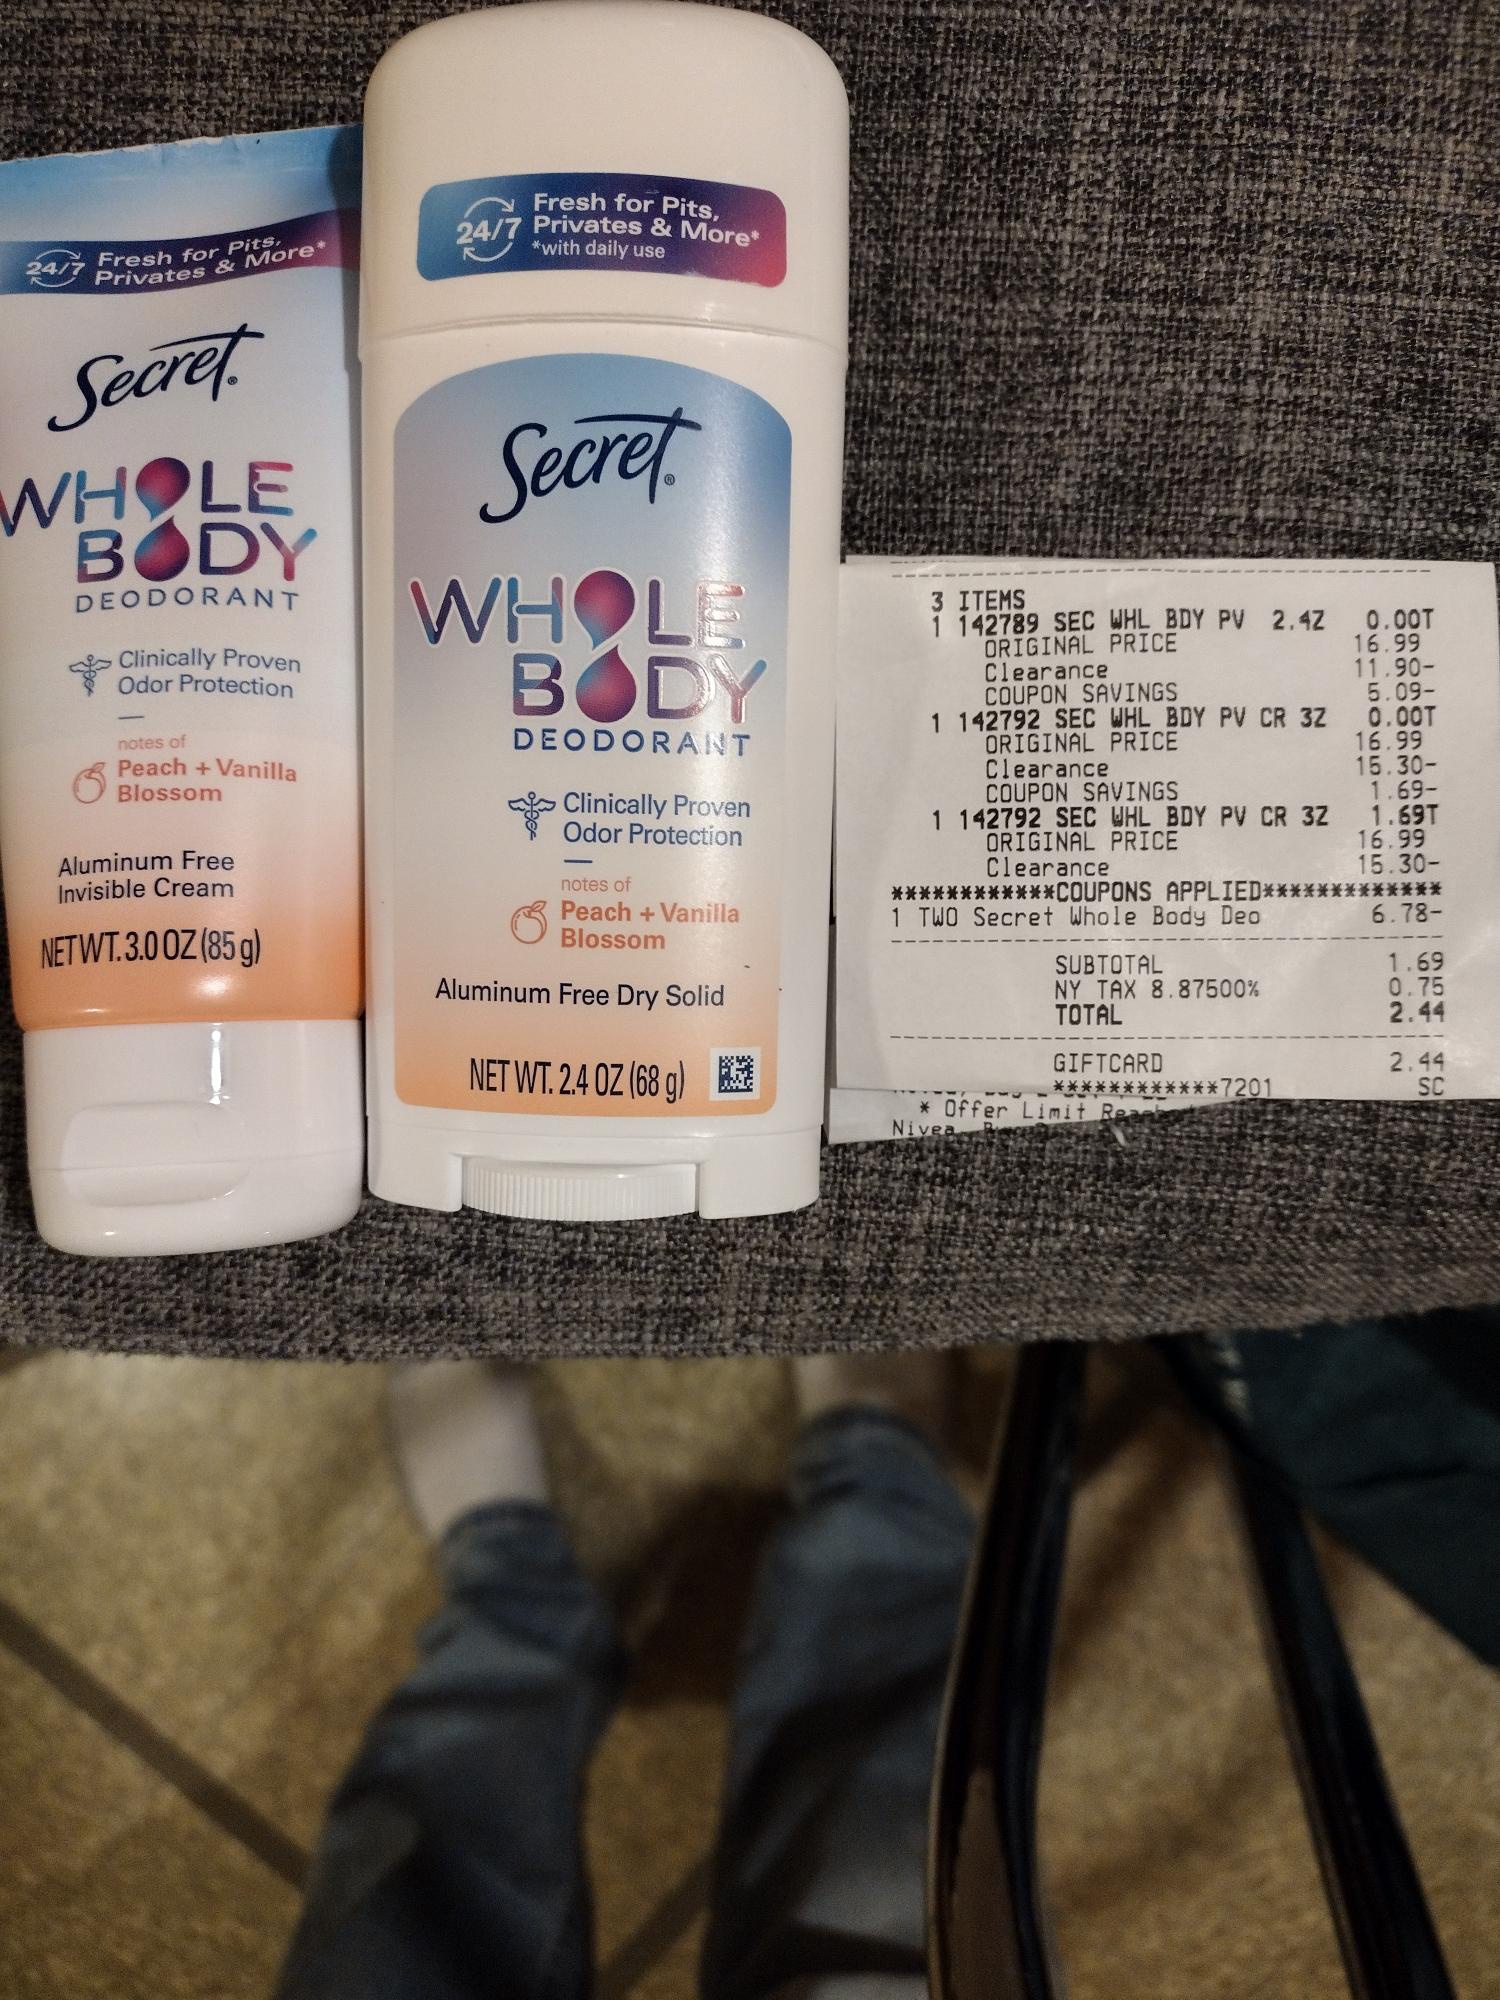 24/7 Fresh for Pits,
Privates & More*
Secret®
WHOLE
BODY
DEODORANT
Clinically Proven
Odor Protection
notes of
Peach + Vanilla
Blossom
Aluminum Free
Invisible Cream
NET WT. 3.0 OZ (85 g)
24/7 Fresh for Pits,
Privates & More*
*with daily use
Secret®
WHOLE
BODY
DEODORANT
Clinically Proven
Odor Protection
notes of
Peach + Vanilla
Blossom
Aluminum Free Dry Solid
NET WT. 2.4 OZ (68 g)
3 ITEMS
1 142789 SEC WHL BDY PV 2.4Z 0.00T
ORIGINAL PRICE 16.99
Clearance 11.90-
COUPON SAVINGS 5.09-
1 142792 SEC WHL BDY PV CR 3Z 0.00T
ORIGINAL PRICE 16.99
Clearance 15.30-
COUPON SAVINGS 1.69-
1 142792 SEC WHL BDY PV CR 3Z 1.69T
ORIGINAL PRICE 16.99
Clearance 15.30-
************COUPONS APPLIED*************
1 TWO Secret Whole Body Deo 6.78-
SUBTOTAL 1.69
NY TAX 8.87500% 0.75
TOTAL 2.44
GIFTCARD 2.44
************7201 SC
* Offer Limit
Nivea